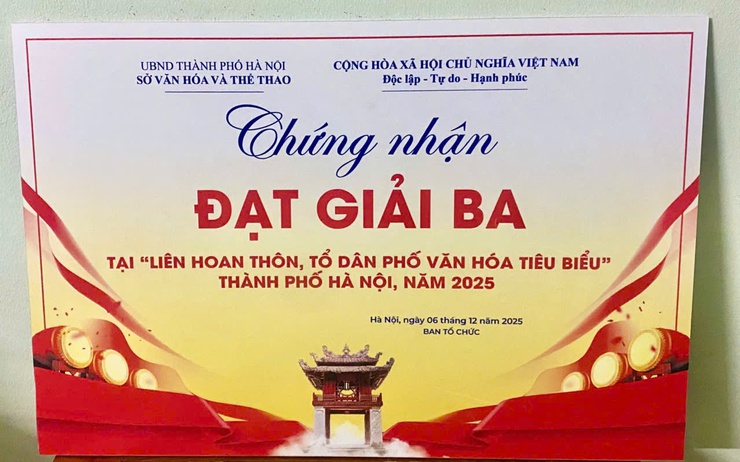 UBND THÀNH PHỐ HÀ NỘI
SỞ VĂN HÓA VÀ THỂ THAO
CỘNG HÒA XÃ HỘI CHỦ NGHĨA VIỆT NAM
Độc lập - Tự do - Hạnh phúc
Chứng nhận
ĐẠT GIẢI BA
TẠI “LIÊN HOAN THÔN, TỔ DÂN PHỐ VĂN HÓA TIÊU BIỂU”
THÀNH PHỐ HÀ NỘI, NĂM 2025
Hà Nội, ngày 06 tháng 12 năm 2025
BAN TỔ CHỨC